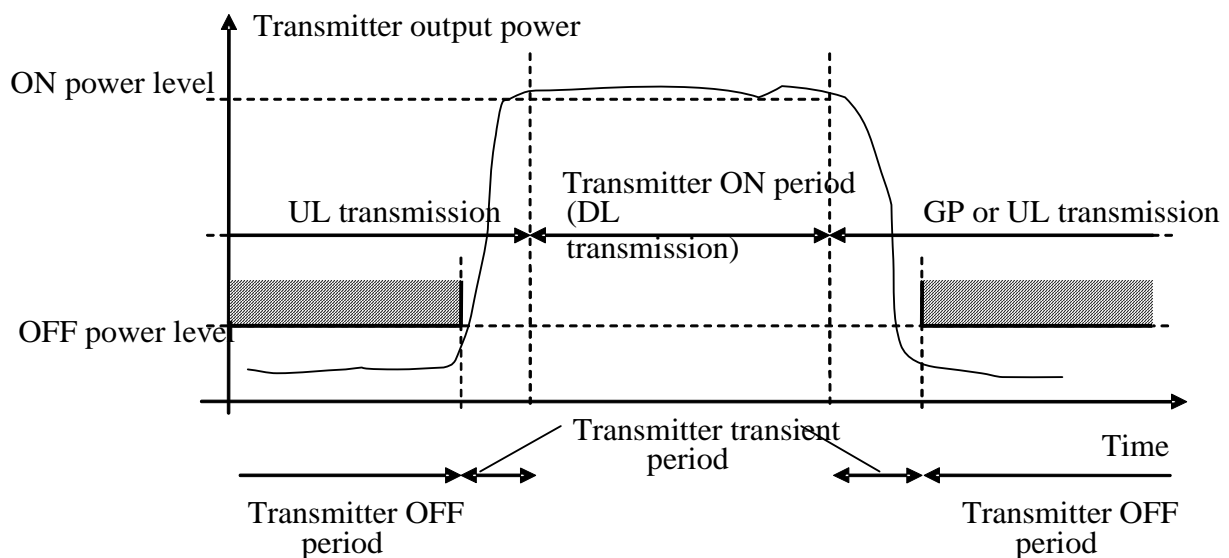 Transmitter output power
ON power level
Transmitter ON period
UL transmission
(DL
GP or UL transmission
transmission)
OFF power level
Transmitter transient
period
Time
Transmitter OFF
period
Transmitter OFF
period